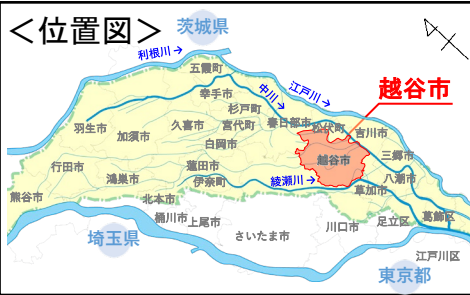 ＜位置図＞
茨城県
利根川→
五霞町
江戸川→
中川→
幸手市
越谷市
杉戸町
羽生市
加須市
久喜市
宮代町
春日部市
松伏町
吉川市
白岡市
行田市
蓮田市
越谷市
三郷市
鴻巣市
伊奈町
綾瀬川→
八潮市
熊谷市
北本市
草加市
桶川市
上尾市
足立区
葛飾区
川口市
埼玉県
さいたま市
江戸川区
東京都